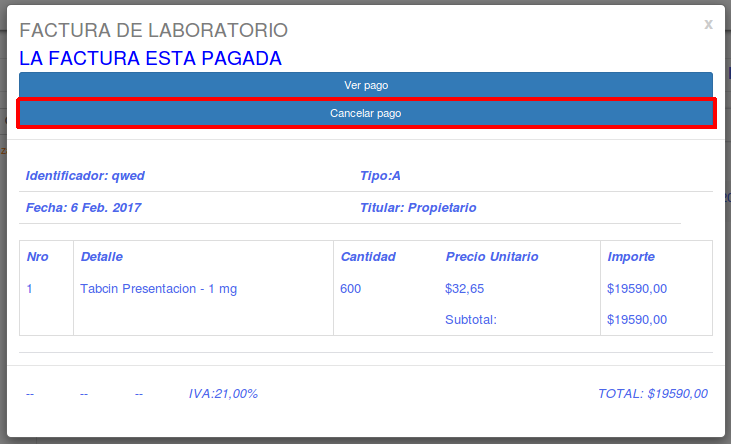 FACTURA DE LABORATORIO x
LA FACTURA ESTA PAGADA
Ver pago
Cancelar pago
Identificador: qwed Tipo:A
Fecha: 6 Feb. 2017 Titular: Propietario
Nro Detalle Cantidad Precio Unitario Importe
1 Tabcin Presentacion - 1 mg 600 $32,65 $19590,00
Subtotal: $19590,00
-- -- -- IVA:21,00% TOTAL: $19590,00